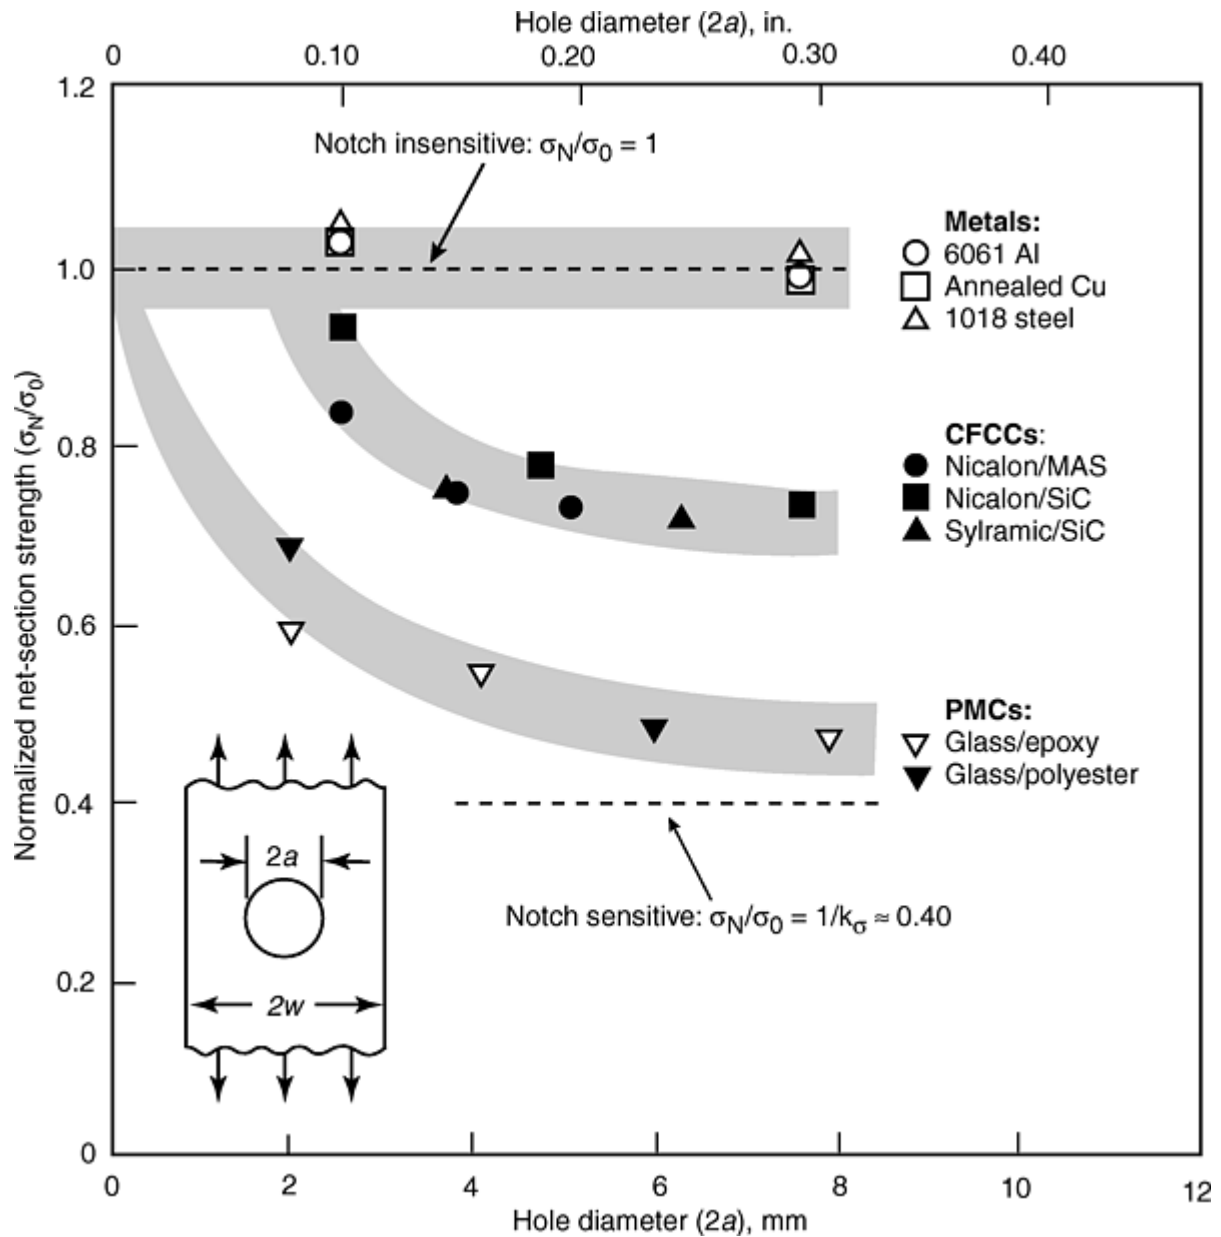 Hole diameter (2a), in.
0 0.10 0.20 0.30 0.40
1.2
Notch insensitive: σN/σ0 = 1
Metals:
6061 Al
Annealed Cu
1018 steel
1.0
CFCCs:
Nicalon/MAS
Nicalon/SiC
Sylramic/SiC
0.8
Normalized net-section strength (σN/σ0)
0.6
PMCs:
Glass/epoxy
Glass/polyester
0.4
2a
Notch sensitive: σN/σ0 = 1/kσ ≈ 0.40
0.2
2w
0
0 2 4 6 8 10 12
Hole diameter (2a), mm